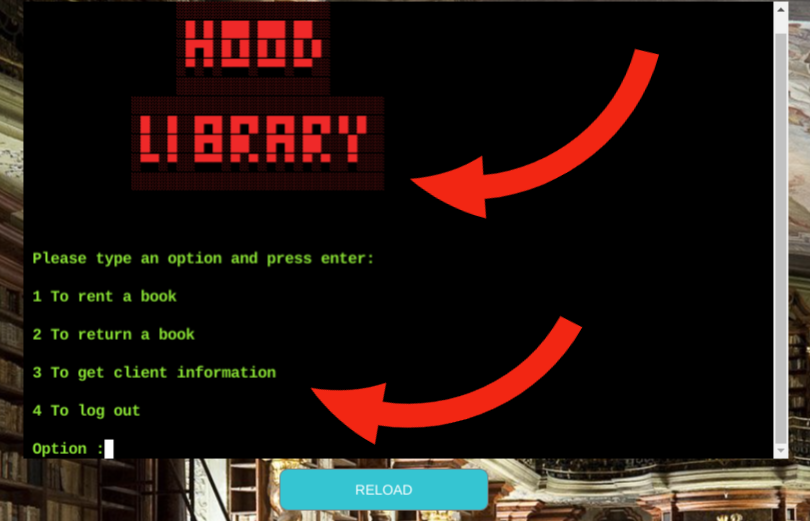 HOOD
LIBRARY
Please type an option and press enter:
1 To rent a book
2 To return a book
3 To get client information
4 To log out
Option :
RELOAD